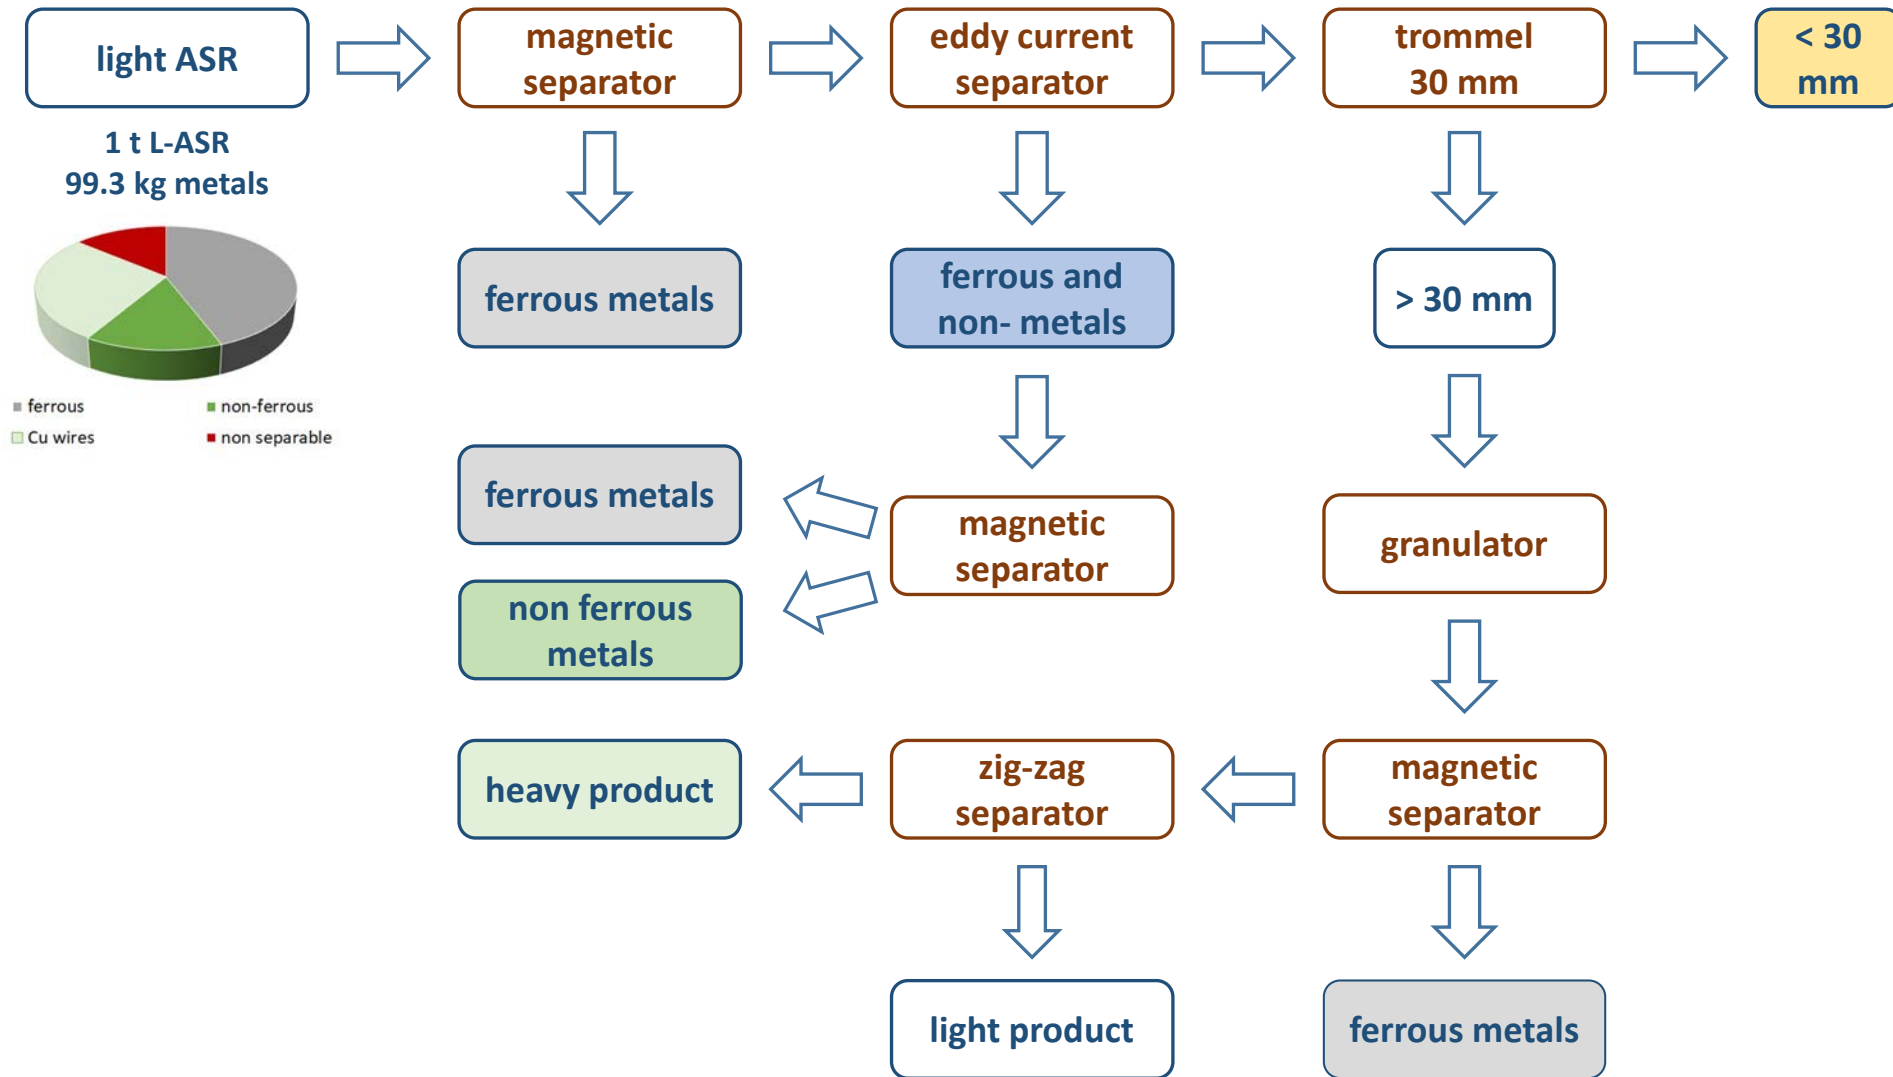 light ASR
magnetic
separator
eddy current
separator
trommel
30 mm
< 30
mm
1 t L-ASR
99.3 kg metals
ferrous
non-ferrous
Cu wires
non separable
ferrous metals
ferrous and
non- metals
> 30 mm
ferrous metals
non ferrous
metals
magnetic
separator
granulator
heavy product
zig-zag
separator
magnetic
separator
light product
ferrous metals